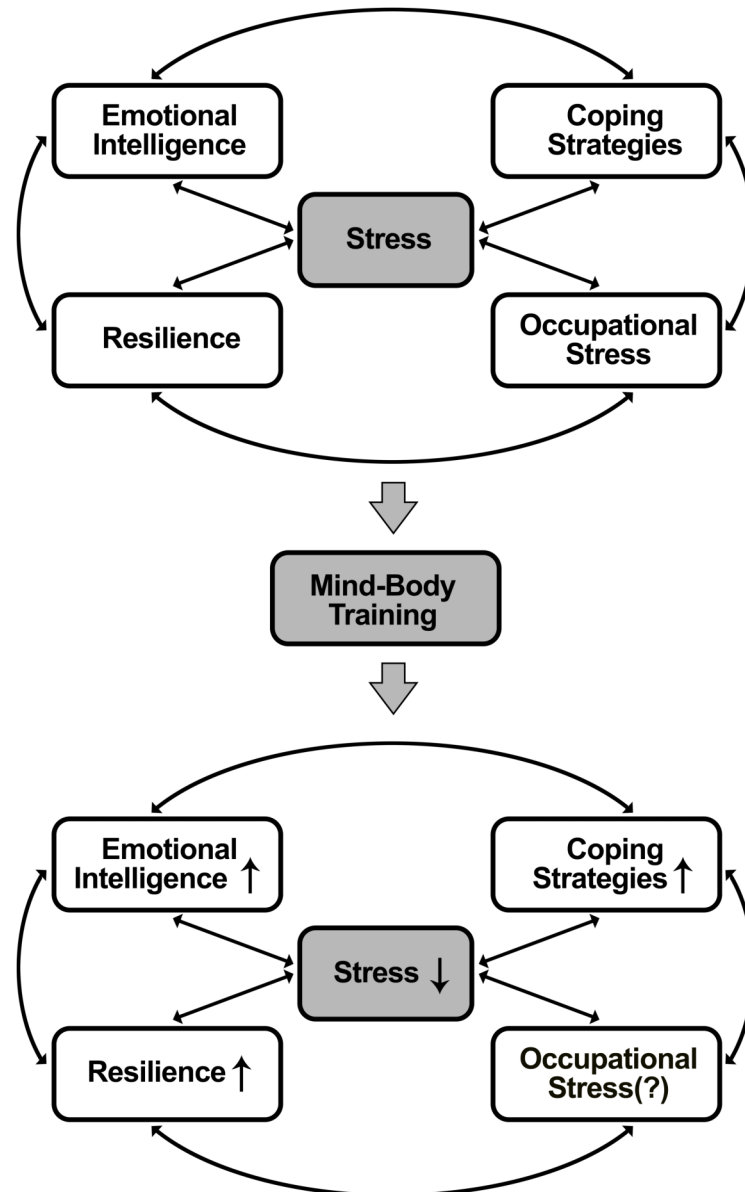 Emotional
Intelligence
Coping
Strategies
Stress
Resilience
Occupational
Stress
Mind-Body
Training
Emotional
Intelligence ↑
Coping
Strategies ↑
Stress ↓
Resilience ↑
Occupational
Stress(?)